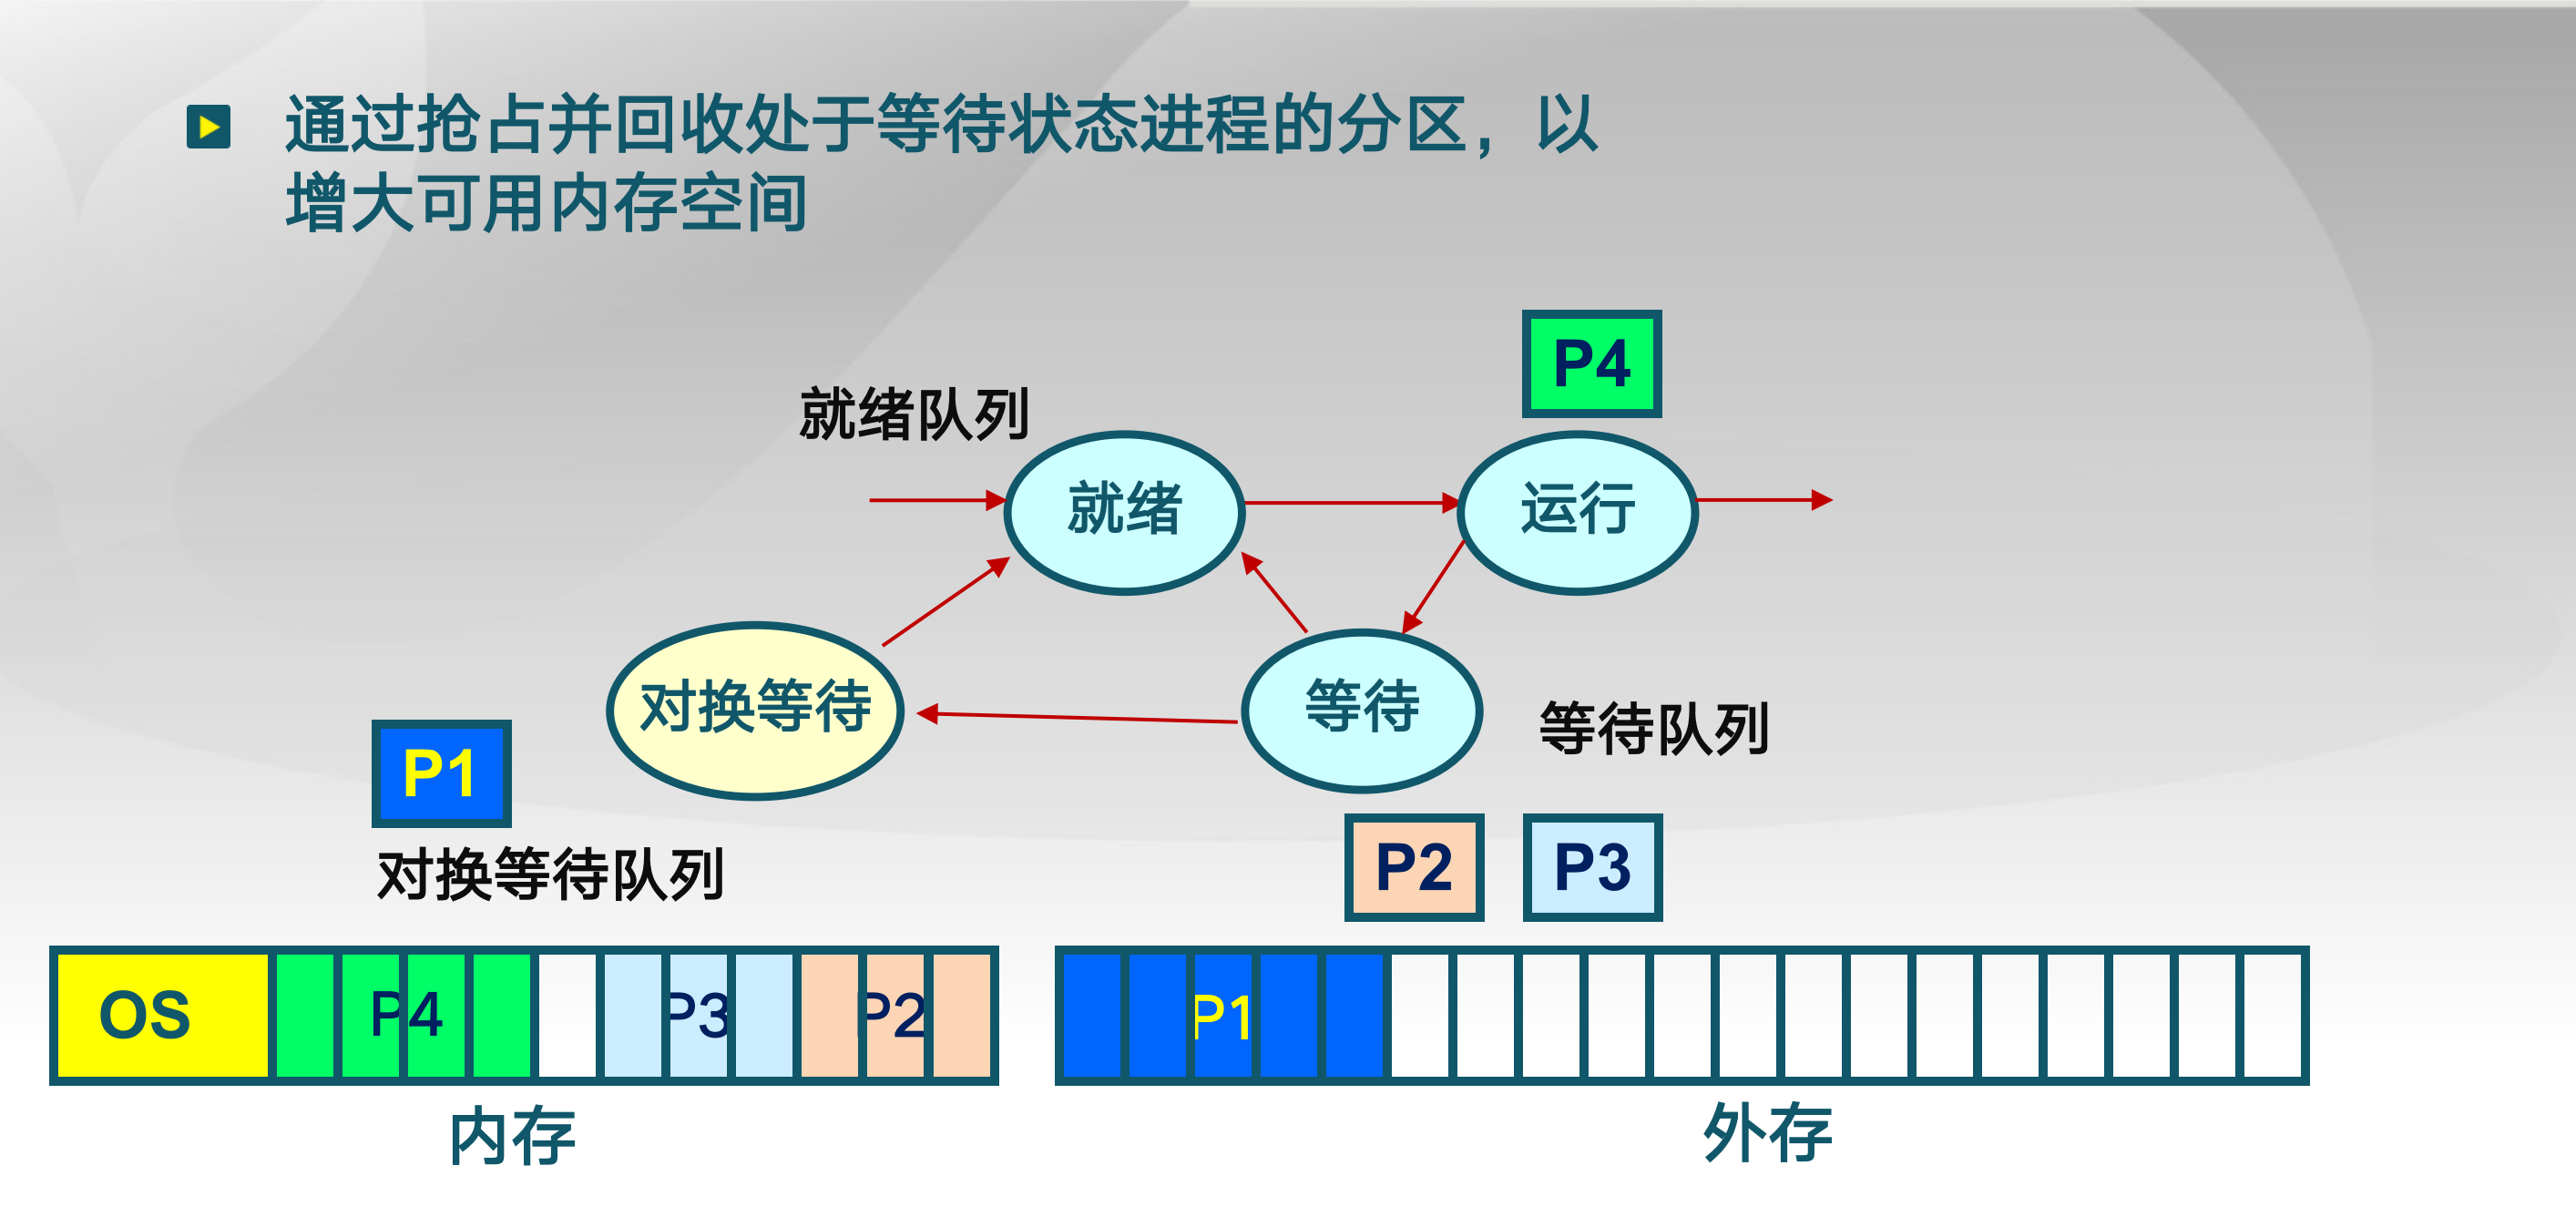 通过抢占并回收处于等待状态进程的分区，以
增大可用内存空间
P4
就绪队列
就绪
运行
对换等待
等待
等待队列
P1
对换等待队列
P2
P3
OS
P4
P3
P2
P1
内存
外存